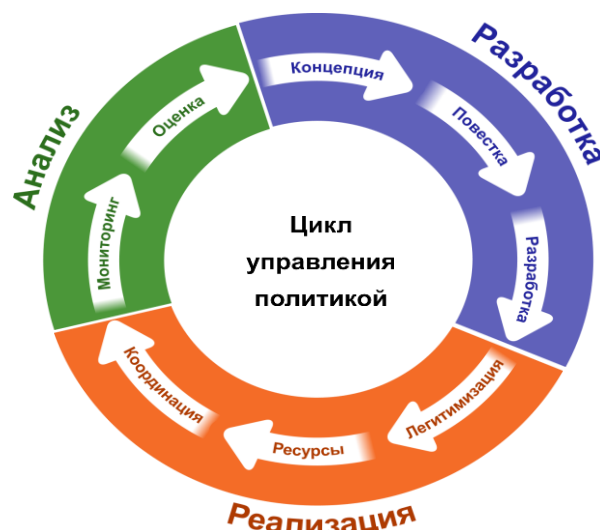 Цикл
управления
политикой
Разработка
Концепция
Повестка
Разработка
Реализация
Легитимизация
Ресурсы
Координация
Анализ
Мониторинг
Оценка